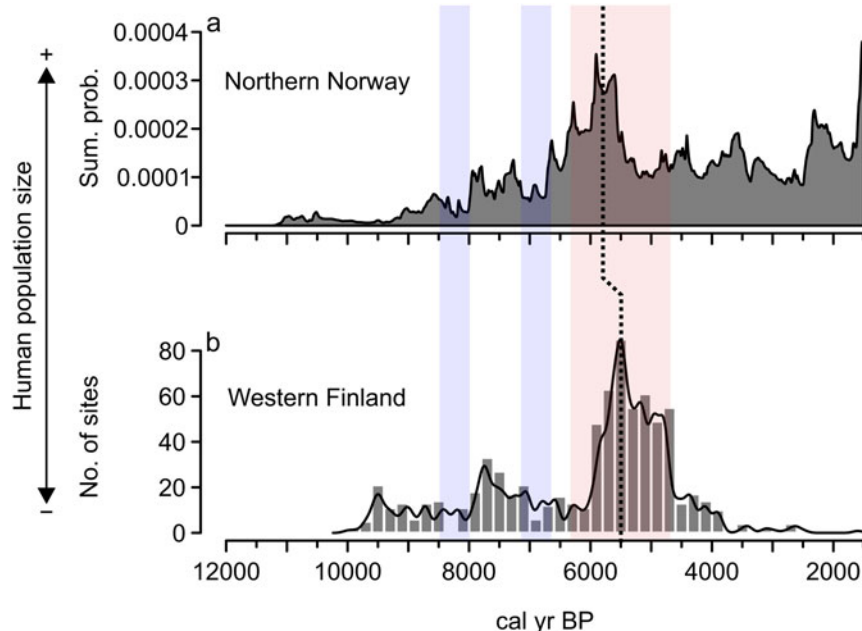 a
0.0004
0.0003
0.0002
0.0001
0
Northern Norway
Sum. prob.
+
Human population size
–
b
80
60
40
20
0
Western Finland
No. of sites
12000 10000 8000 6000 4000 2000
cal yr BP